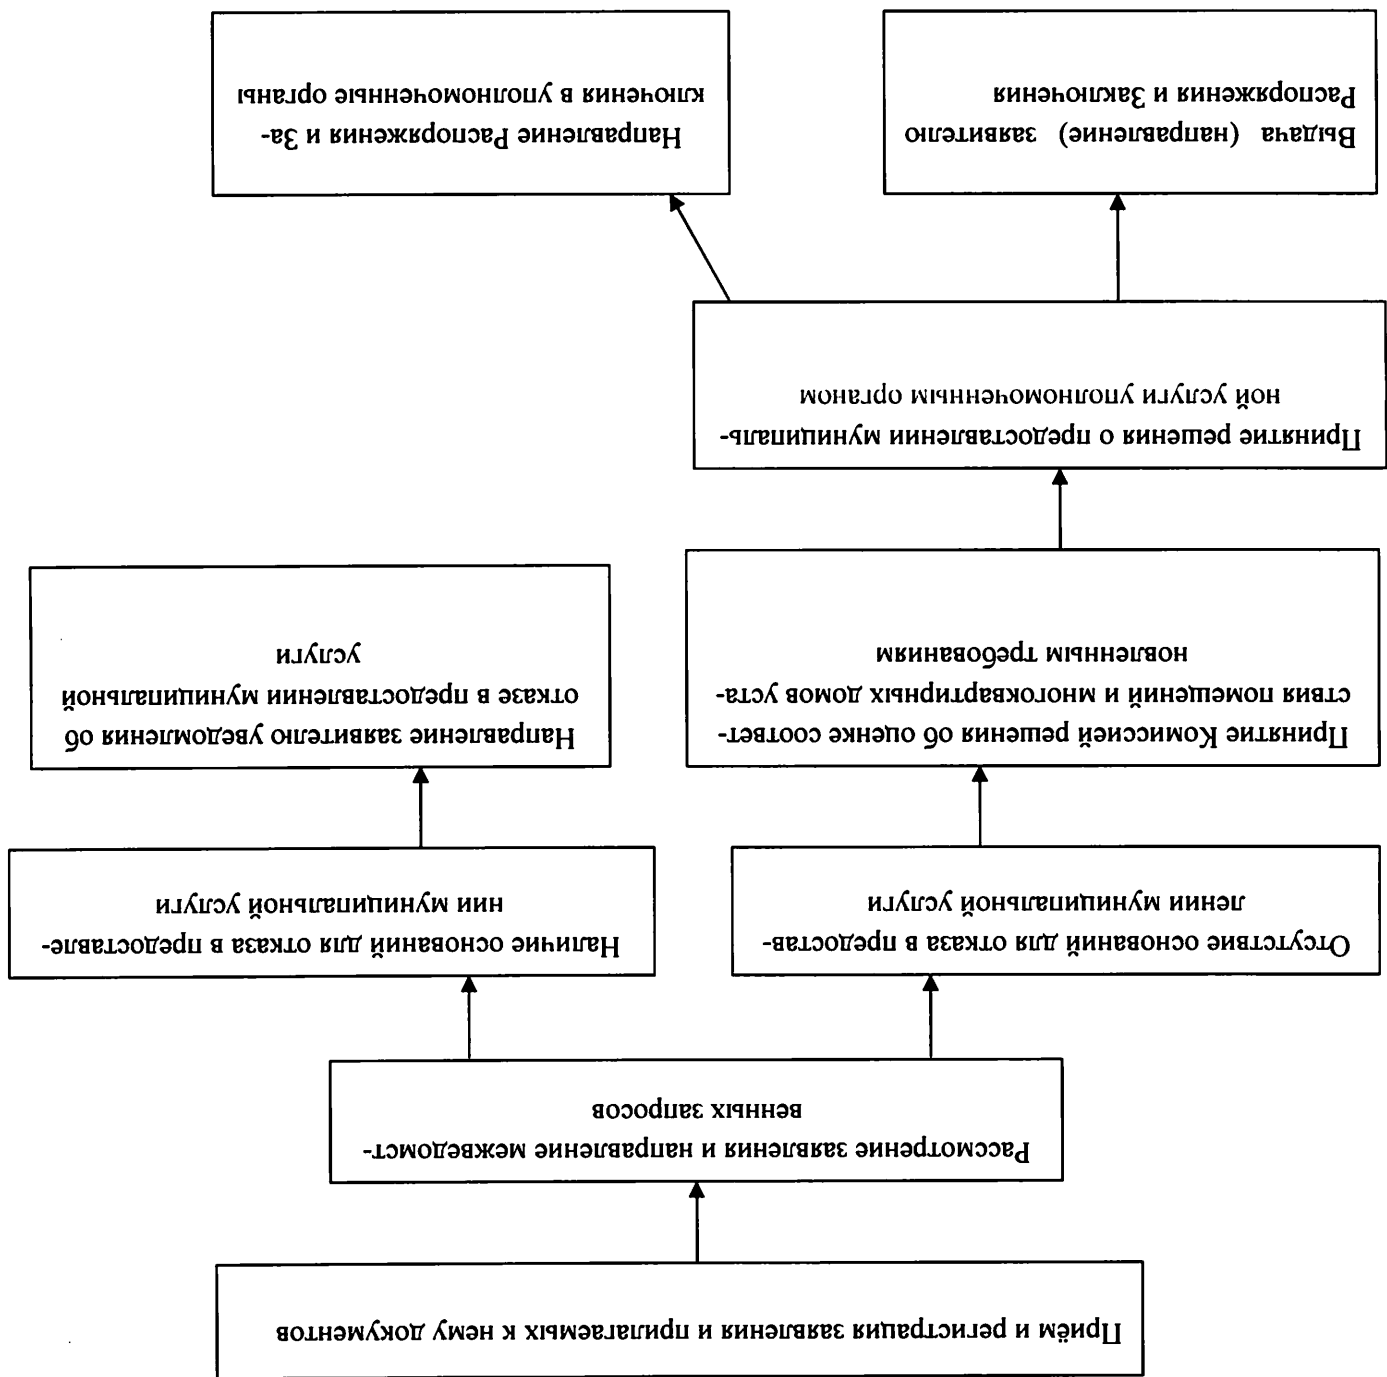 Приём и регистрация заявления и прилагаемых к нему документов
Рассмотрение заявления и направление межведомст-
венных запросов
Отсутствие оснований для отказа в предостав-
лении муниципальной услуги
Наличие оснований для отказа в предоставле-
нии муниципальной услуги
Принятие Комиссией решения об оценке соответ-
ствия помещений и многоквартирных домов уста-
новленным требованиям
Направление заявителю уведомления об
отказе в предоставлении муниципальной
услуги
Принятие решения о предоставлении муниципаль-
ной услуги уполномоченным органом
Выдача (направление) заявителю
Распоряжения и Заключения
Направление Распоряжения и За-
ключения в уполномоченные органы